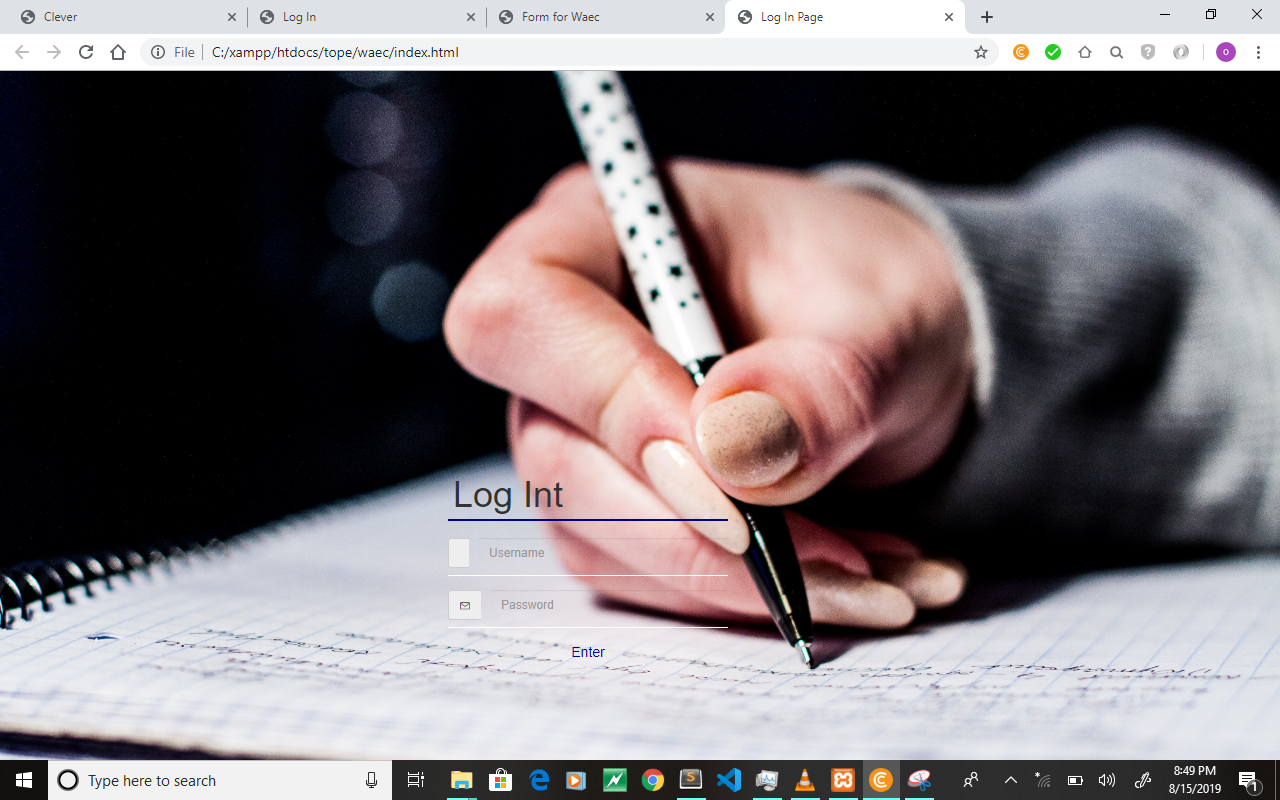 Clever
Log In
Form for Waec
Log In Page
File
C:/xampp/htdocs/tope/waec/index.html
o
Log Int
Username
Password
Enter
Type here to search
8:49 PM
8/15/2019
1